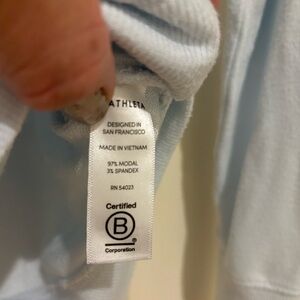 ATHLETA
DESIGNED IN
SAN FRANCISCO
MADE IN VIETNAM
97% MODAL
3% SPANDEX
RN 54023
Certified
B
®
Corporation